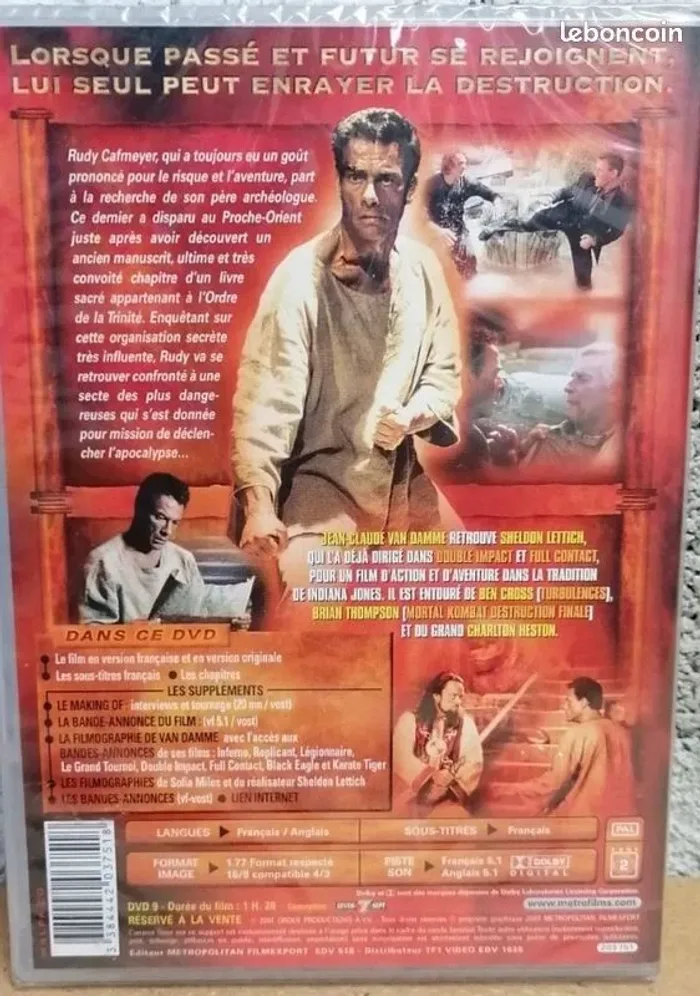 leboncoin
LORSQUE PASSÉ ET FUTUR SE REJOIGNENT,
LUI SEUL PEUT ENRAYER LA DESTRUCTION.
Rudy Cafmeyer, qui a toujours eu un goût
prononcé pour le risque et l'aventure, part
à la recherche de son père archéologue.
Ce dernier a disparu au Proche-Orient
juste après avoir découvert un
ancien manuscrit, ultime et très
convoité chapitre d'un livre
sacré appartenant à l'Ordre
de la Trinité. Enquêtant sur
cette organisation secrète
très influente, Rudy va se
retrouver confronté à une
secte des plus dange-
reuses qui s'est donnée
pour mission de déclen-
cher l'apocalypse...
JEAN-CLAUDE VAN DAMME RETROUVE SHELDON LETTICH,
QUI L'A DÉJÀ DIRIGÉ DANS DOUBLE IMPACT ET FULL CONTACT,
POUR UN FILM D'ACTION ET D'AVENTURE DANS LA TRADITION
DE INDIANA JONES. IL EST ENTOURÉ DE BEN CROSS (TURBULENCES),
BRIAN THOMPSON (MORTAL KOMBAT DESTRUCTION FINALE)
ET DU GRAND CHARLTON HESTON.
DANS CE DVD
Le film en version française et en version originale
Les sous-titres français ● Les chapitres
LES SUPPLEMENTS
LE MAKING OF : interviews et tournage (20 mn / vost)
LA BANDE-ANNONCE DU FILM : (vf 5.1 / vost)
LA FILMOGRAPHIE DE VAN DAMME avec l'accès aux
BANDES-ANNONCES de ses films : Inferno, Replicant, Légionnaire,
Le Grand Tournoi, Double Impact, Full Contact, Black Eagle et Karate Tiger
LES FILMOGRAPHIES de Sofia Milos et du réalisateur Sheldon Lettich
LES BANDES-ANNONCES (vf-vost) ● LIEN INTERNET
LANGUES Français / Anglais
SOUS-TITRES Français
PAL
FORMAT IMAGE 1.77 Format respecté
16/9 compatible 4/3
PISTE SON Français 5.1
Anglais 5.1
DOLBY DIGITAL
2
3 384442 037518
DVD 9 - Durée du film : 1 H. 28
RÉSERVÉ À LA VENTE
www.metrofilms.com
Editeur METROPOLITAN FILMEXPORT EDV 618 - Distributeur TF1 VIDEO EDV 1635